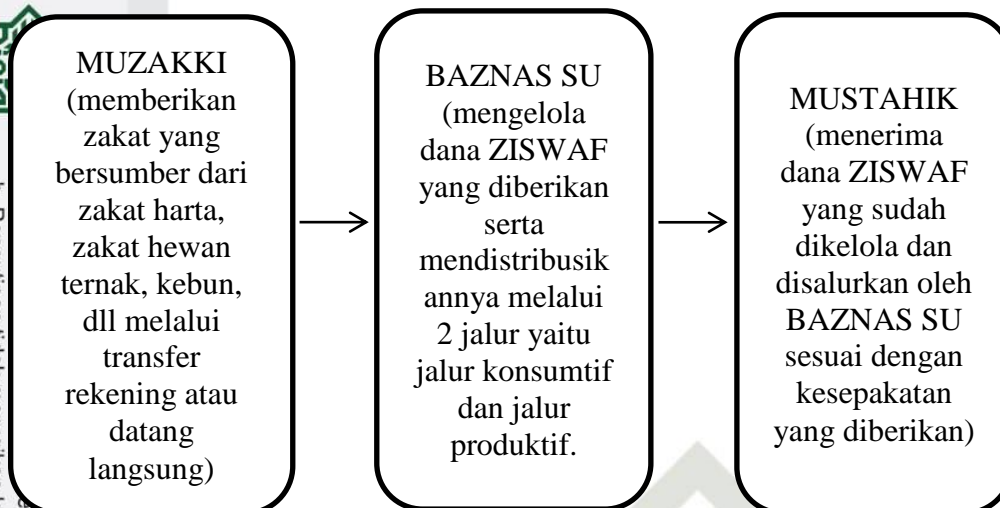 MUZAKKI
(memberikan
zakat yang
bersumber dari
zakat harta,
zakat hewan
ternak, kebun,
dll melalui
transfer
rekening atau
datang
langsung)
BAZNAS SU
(mengelola
dana ZISWAF
yang diberikan
serta
mendistribusik
annya melalui
2 jalur yaitu
jalur konsumtif
dan jalur
produktif.
MUSTAHIK
(menerima
dana ZISWAF
yang sudah
dikelola dan
disalurkan oleh
BAZNAS SU
sesuai dengan
kesepakatan
yang diberikan)